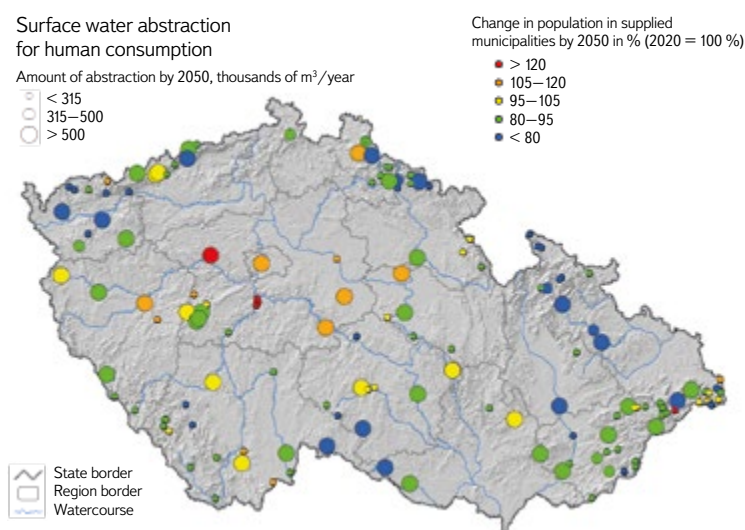 Surface water abstraction
for human consumption
Amount of abstraction by 2050, thousands of m³/year
< 315
315—500
> 500
Change in population in supplied
municipalities by 2050 in % (2020 = 100 %)
> 120
105—120
95—105
80—95
< 80
State border
Region border
Watercourse